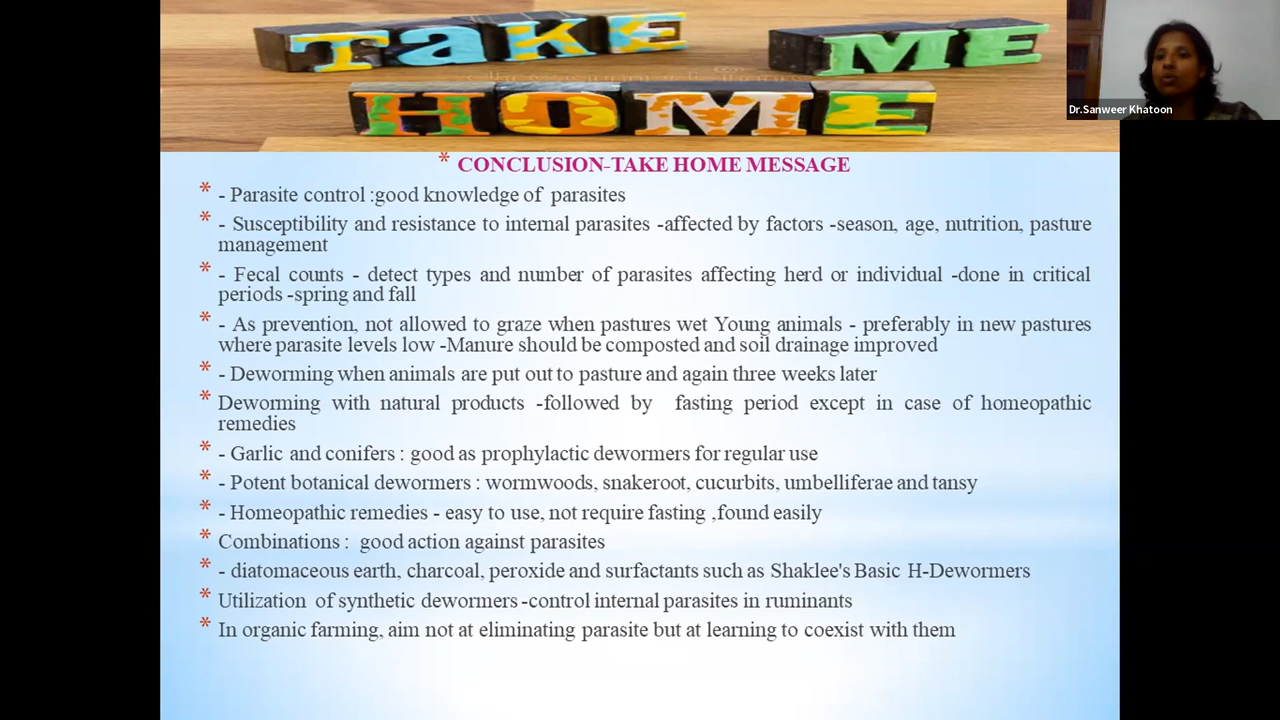 TaKE ME
HOME
Dr.Sanweer Khatoon
* CONCLUSION-TAKE HOME MESSAGE
* - Parasite control :good knowledge of parasites
* - Susceptibility and resistance to internal parasites -affected by factors -season, age, nutrition, pasture
management
* - Fecal counts - detect types and number of parasites affecting herd or individual -done in critical
periods -spring and fall
* - As prevention, not allowed to graze when pastures wet Young animals - preferably in new pastures
where parasite levels low -Manure should be composted and soil drainage improved
* - Deworming when animals are put out to pasture and again three weeks later
* Deworming with natural products -followed by fasting period except in case of homeopathic
remedies
* - Garlic and conifers : good as prophylactic dewormers for regular use
* - Potent botanical dewormers : wormwoods, snakeroot, cucurbits, umbelliferae and tansy
* - Homeopathic remedies - easy to use, not require fasting ,found easily
* Combinations : good action against parasites
* - diatomaceous earth, charcoal, peroxide and surfactants such as Shaklee's Basic H-Dewormers
* Utilization of synthetic dewormers -control internal parasites in ruminants
* In organic farming, aim not at eliminating parasite but at learning to coexist with them